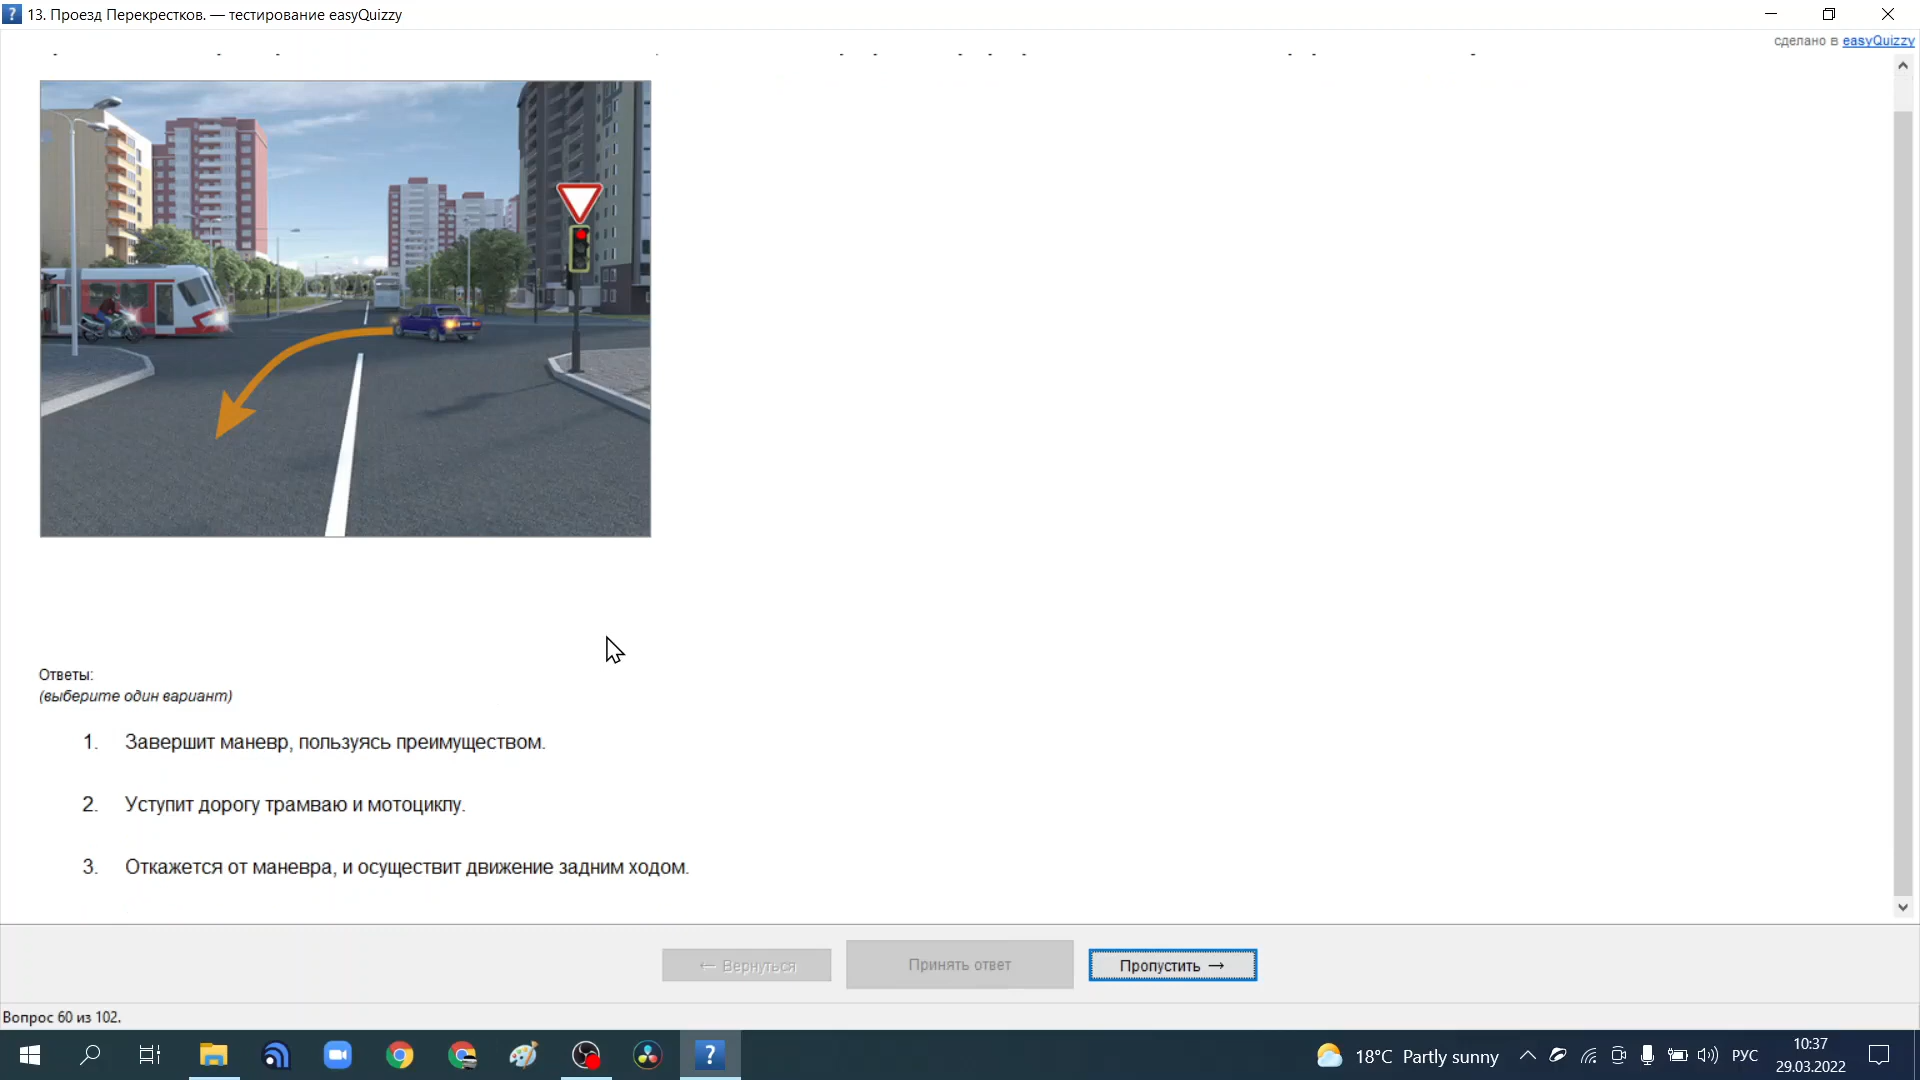 13. Проезд Перекрестков. — тестирование easyQuizzy
сделано в easyQuizzy
Ответы:
(выберите один вариант)
1. Завершит маневр, пользуясь преимуществом.
2. Уступит дорогу трамваю и мотоциклу.
3. Откажется от маневра, и осуществит движение задним ходом.
← Вернуться
Принять ответ
Пропустить →
Вопрос 60 из 102.
18°C Partly sunny
РУС
10:37
29.03.2022